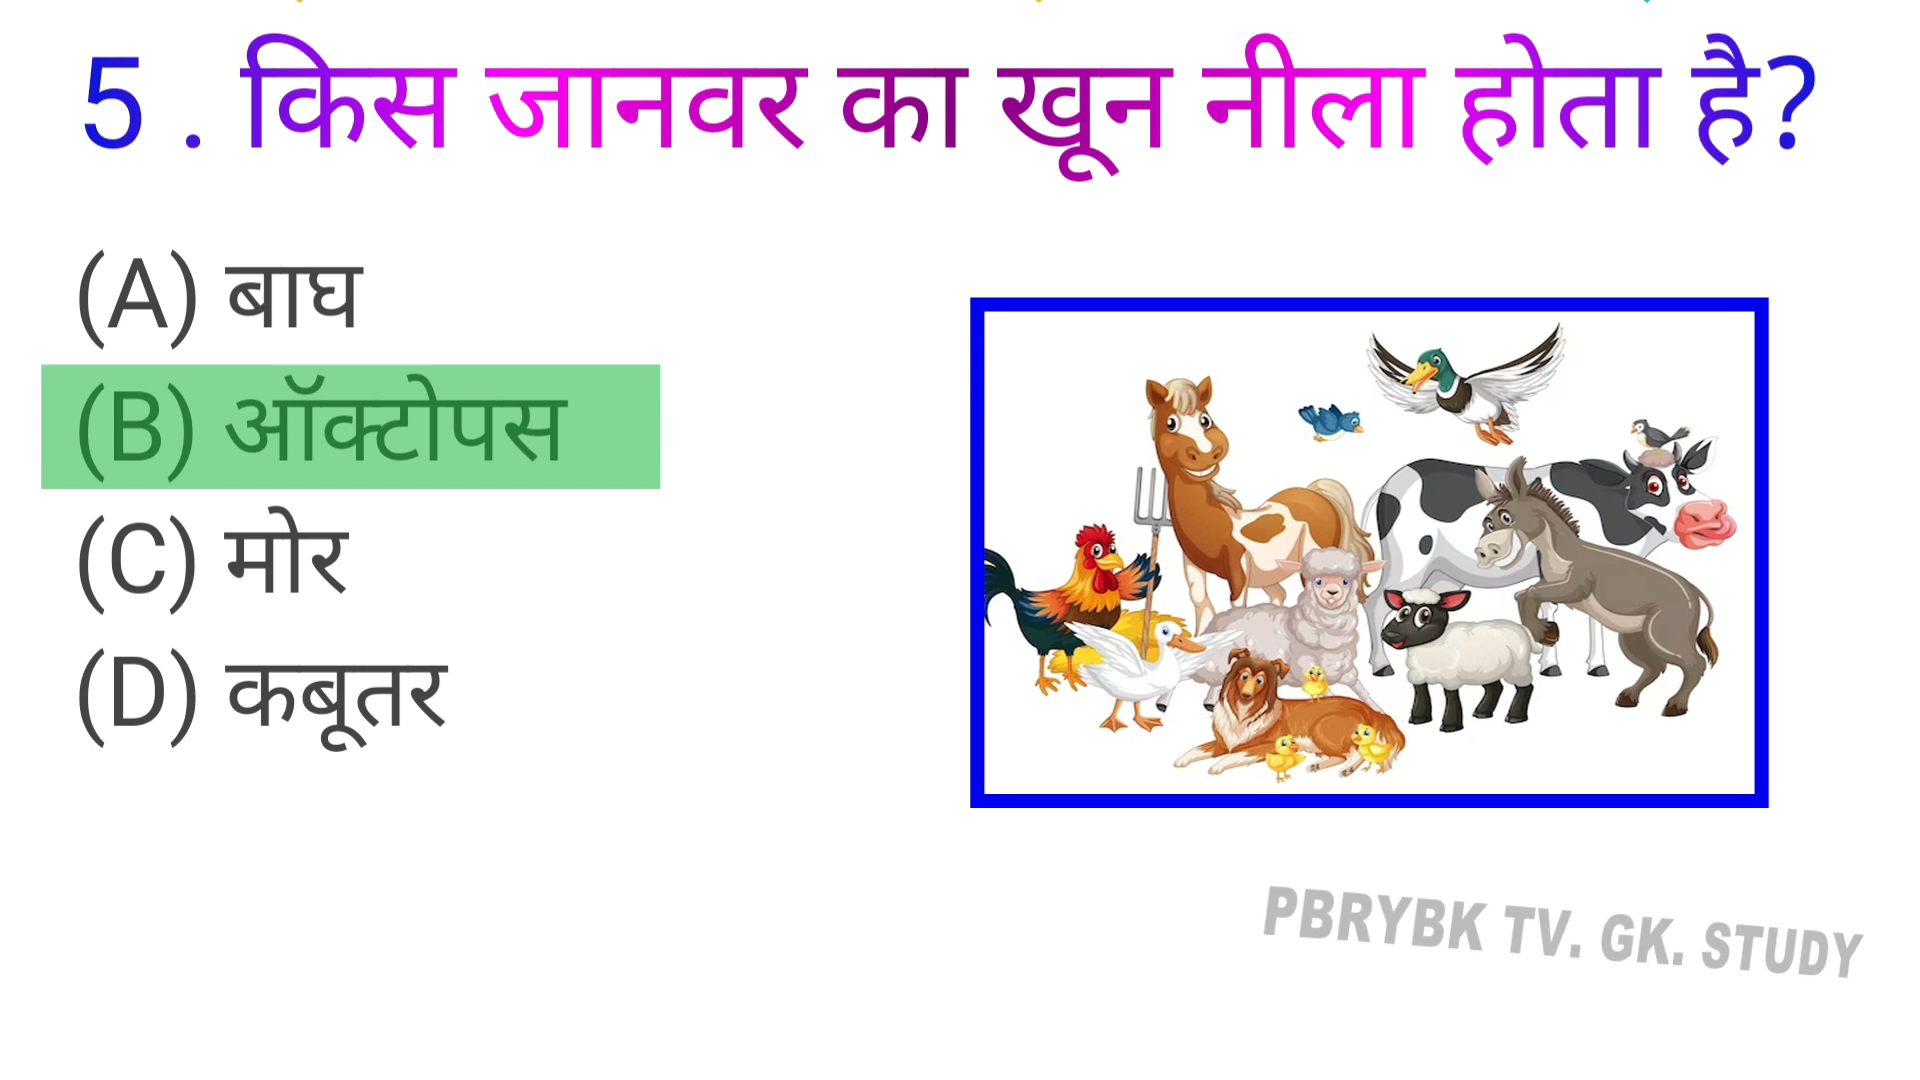 5 . किस जानवर का खून नीला होता है?
(A) बाघ
(B) ऑक्टोपस
(C) मोर
(D) कबूतर
PBRYBK TV. GK. STUDY